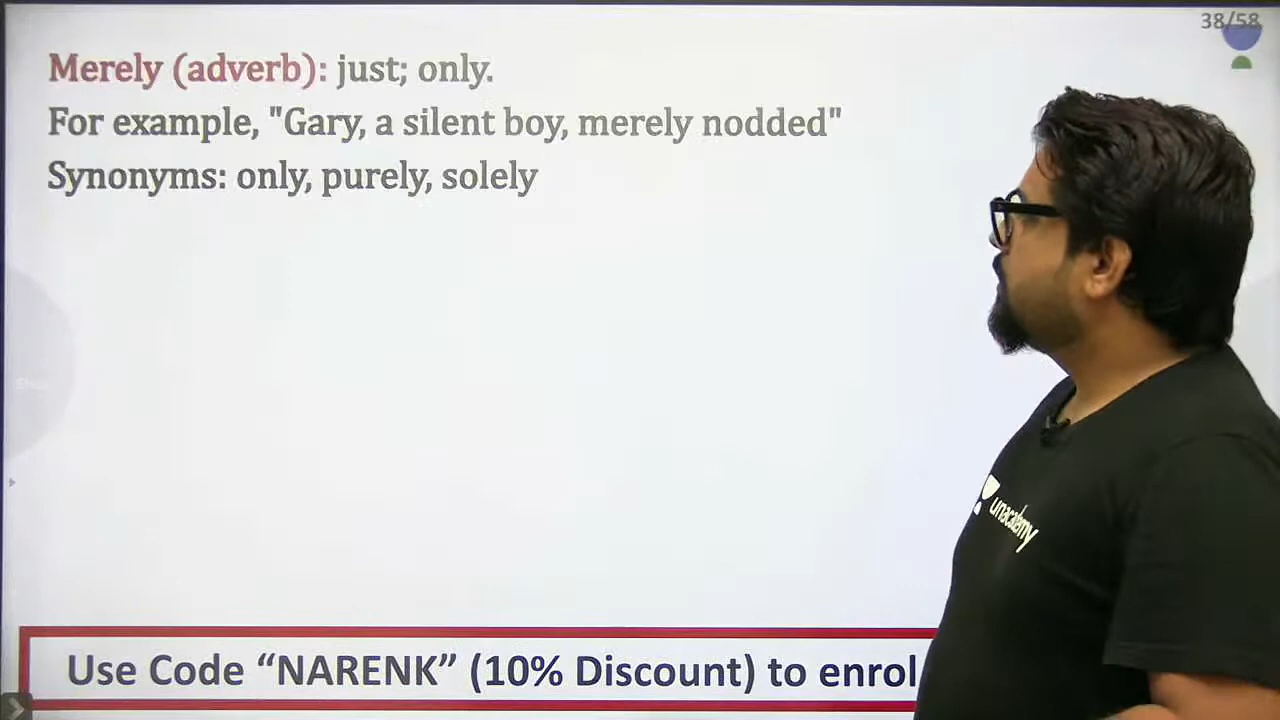 38/58
Merely (adverb): just; only.
For example, "Gary, a silent boy, merely nodded"
Synonyms: only, purely, solely
unacademy
Use Code “NARENK” (10% Discount) to enrol